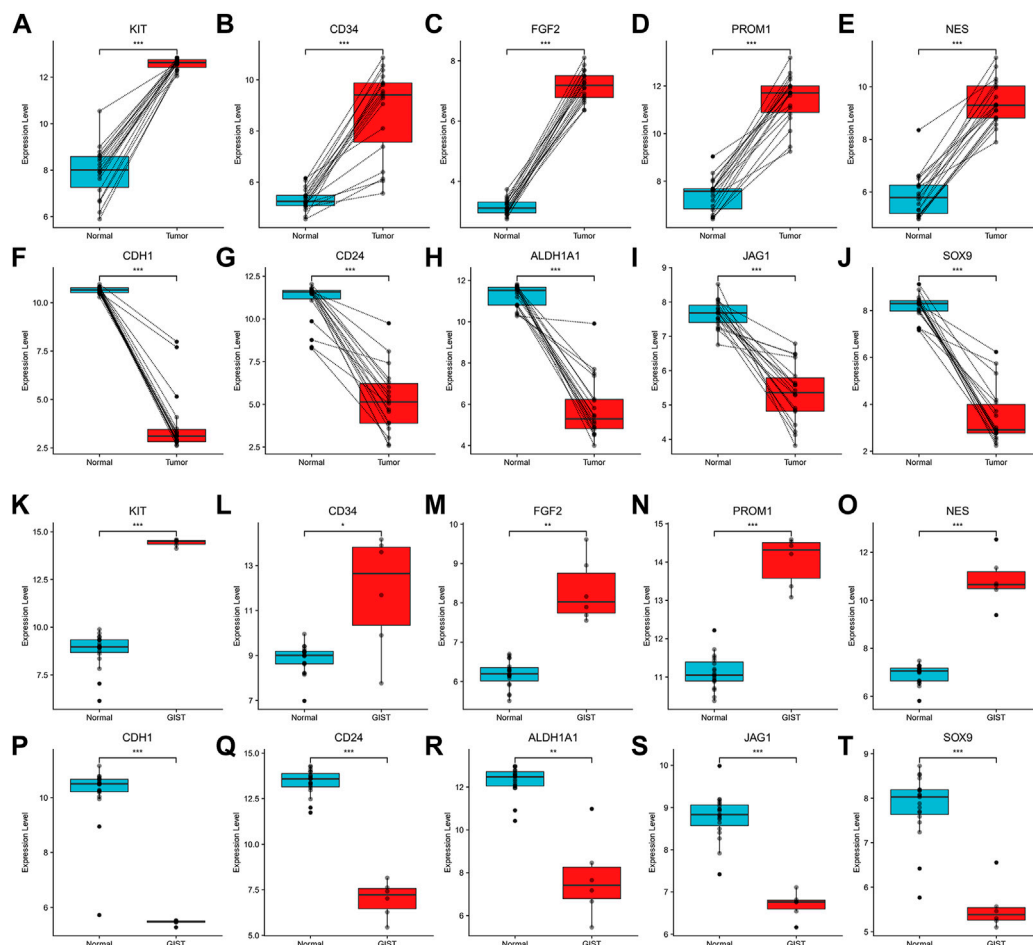 A KIT
***
Expression Level
12
10
8
6
Normal Tumor
B CD34
***
Expression Level
10
8
6
Normal Tumor
C FGF2
***
Expression Level
8
6
4
Normal Tumor
D PROM1
***
Expression Level
12
10
8
6
Normal Tumor
E NES
***
Expression Level
10
8
6
Normal Tumor
F CDH1
***
Expression Level
10.0
7.5
5.0
2.5
Normal Tumor
G CD24
***
Expression Level
12.5
10.0
7.5
5.0
2.5
Normal Tumor
H ALDH1A1
***
Expression Level
12
10
8
6
4
Normal Tumor
I JAG1
***
Expression Level
9
8
7
6
5
4
Normal Tumor
J SOX9
***
Expression Level
10
8
6
4
2
Normal Tumor
K KIT
***
Expression Level
15.0
12.5
10.0
7.5
Normal GIST
L CD34
*
Expression Level
13
11
9
7
Normal GIST
M FGF2
**
Expression Level
10
9
8
7
6
Normal GIST
N PROM1
***
Expression Level
15
14
13
12
11
Normal GIST
O NES
***
Expression Level
12
10
8
6
Normal GIST
P CDH1
***
Expression Level
10
8
6
Normal GIST
Q CD24
***
Expression Level
15.0
12.5
10.0
7.5
5.0
Normal GIST
R ALDH1A1
**
Expression Level
12
10
8
6
Normal GIST
S JAG1
***
Expression Level
10
9
8
7
6
Normal GIST
T SOX9
***
Expression Level
9
8
7
6
5
Normal GIST